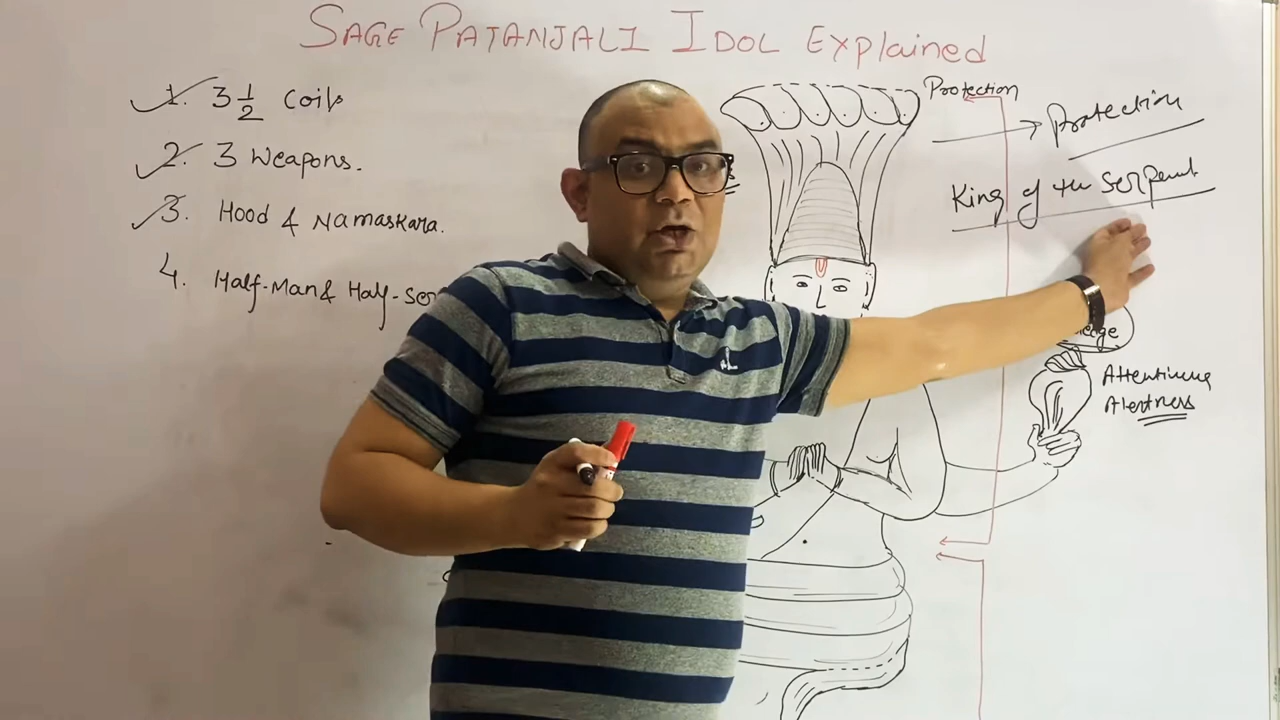 SAGE PATANJALI IDOL Explained
1. 3 1/2 Coils
2. 3 Weapons.
3. Hood & Namaskara.
4. Half-Man & Half-Ser
Protection
Protection
King of the Serpent
Alertness